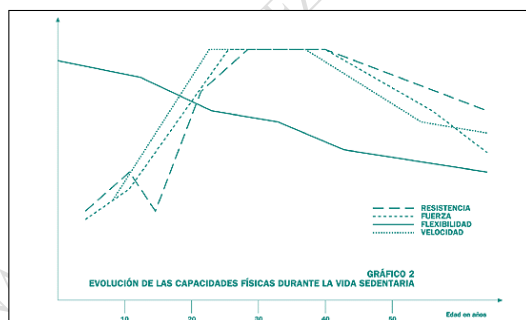 RESISTENCIA
FUERZA
FLEXIBILIDAD
VELOCIDAD
GRÁFICO 2
EVOLUCIÓN DE LAS CAPACIDADES FÍSICAS DURANTE LA VIDA SEDENTARIA
10 20 30 40 50
Edad en años